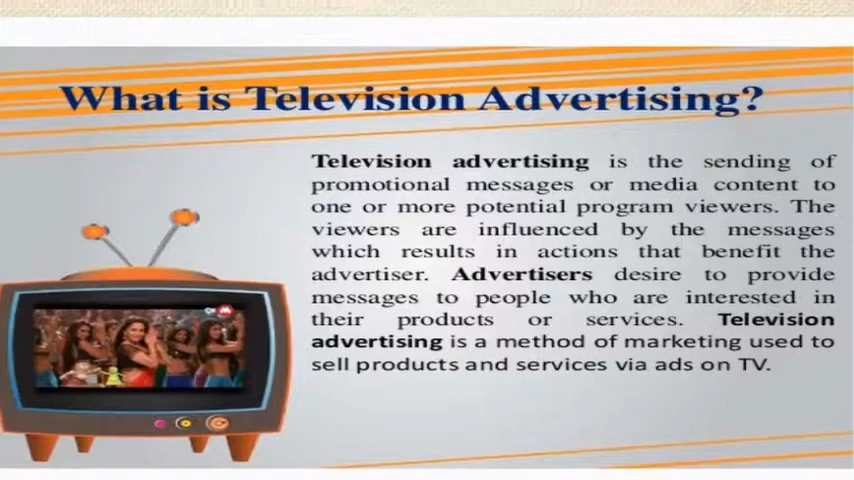 What is Television Advertising?
Television advertising is the sending of
promotional messages or media content to
one or more potential program viewers. The
viewers are influenced by the messages
which results in actions that benefit the
advertiser. Advertisers desire to provide
messages to people who are interested in
their products or services. Television
advertising is a method of marketing used to
sell products and services via ads on TV.